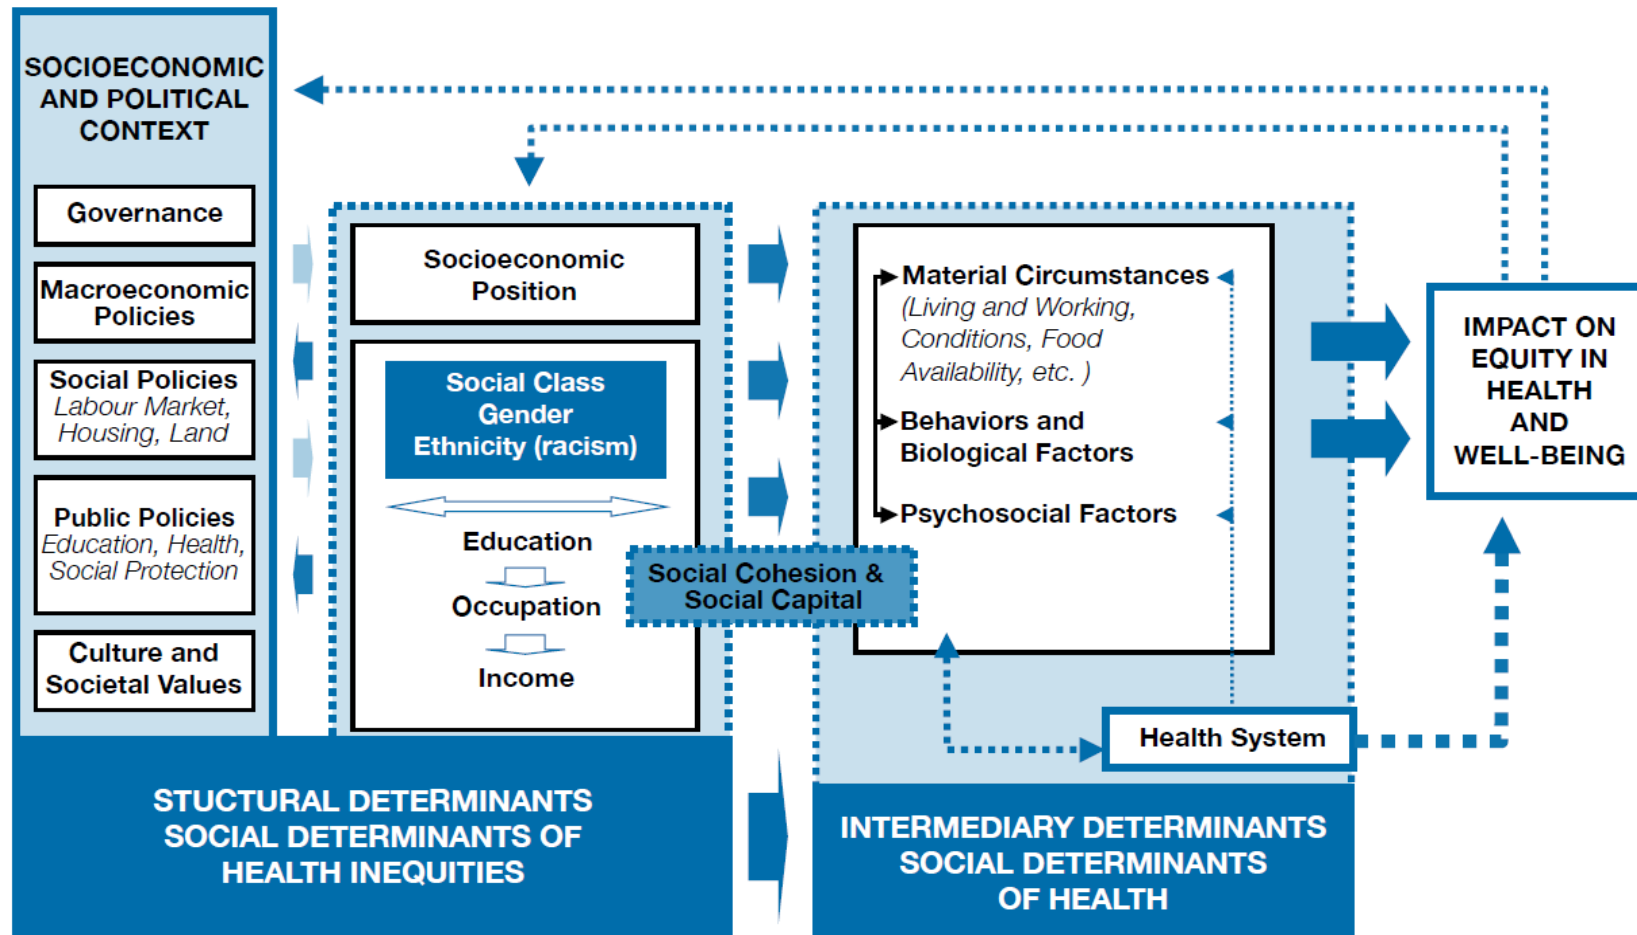 SOCIOECONOMIC
AND POLITICAL
CONTEXT
Governance
Macroeconomic
Policies
Social Policies
Labour Market,
Housing, Land
Public Policies
Education, Health,
Social Protection
Culture and
Societal Values
Socioeconomic
Position
Social Class
Gender
Ethnicity (racism)
Education
Occupation
Income
Social Cohesion &
Social Capital
Material Circumstances
(Living and Working,
Conditions, Food
Availability, etc. )
Behaviors and
Biological Factors
Psychosocial Factors
Health System
IMPACT ON
EQUITY IN
HEALTH
AND
WELL-BEING
STUCTURAL DETERMINANTS
SOCIAL DETERMINANTS OF
HEALTH INEQUITIES
INTERMEDIARY DETERMINANTS
SOCIAL DETERMINANTS
OF HEALTH